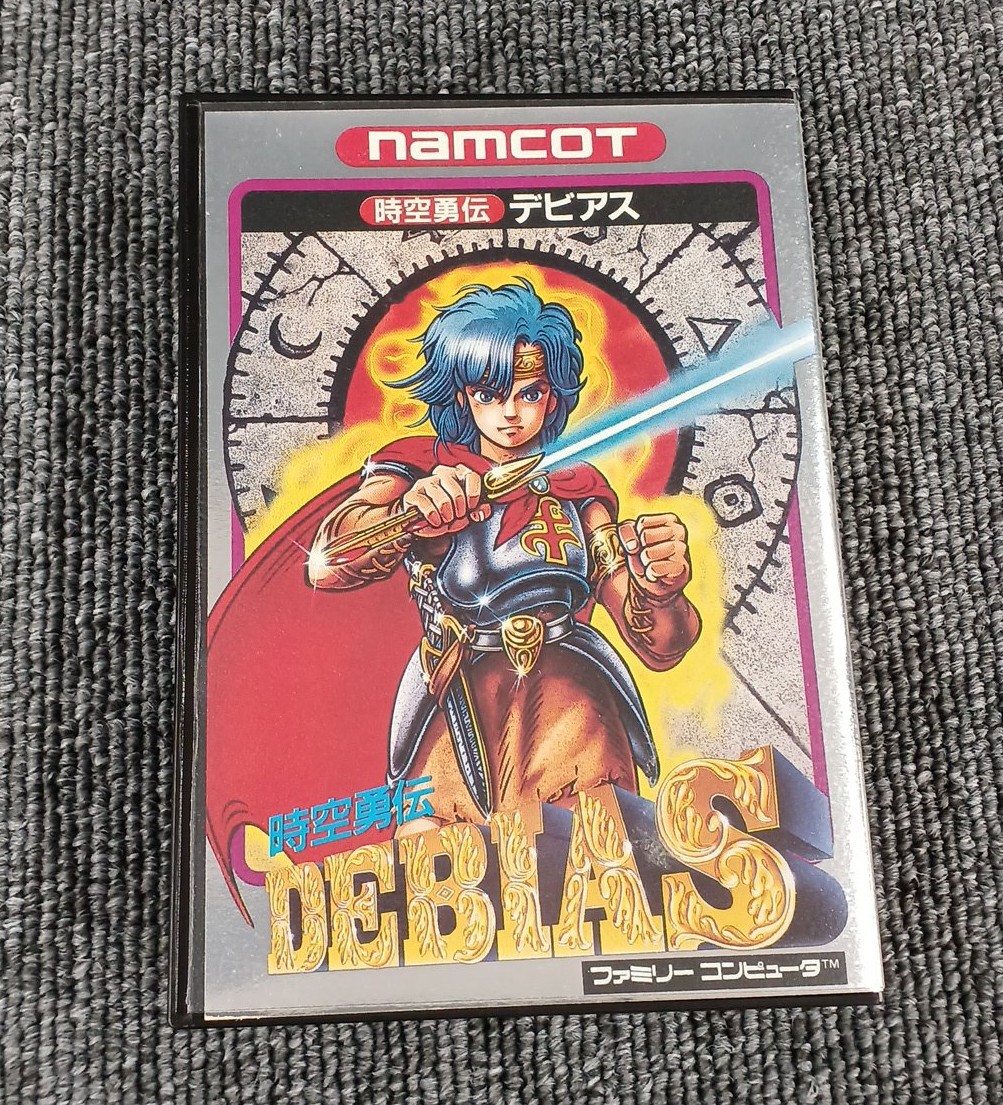 namcoT
時空勇伝 デビアス
時空勇伝
DEBIAS
ファミリー コンピュータ™